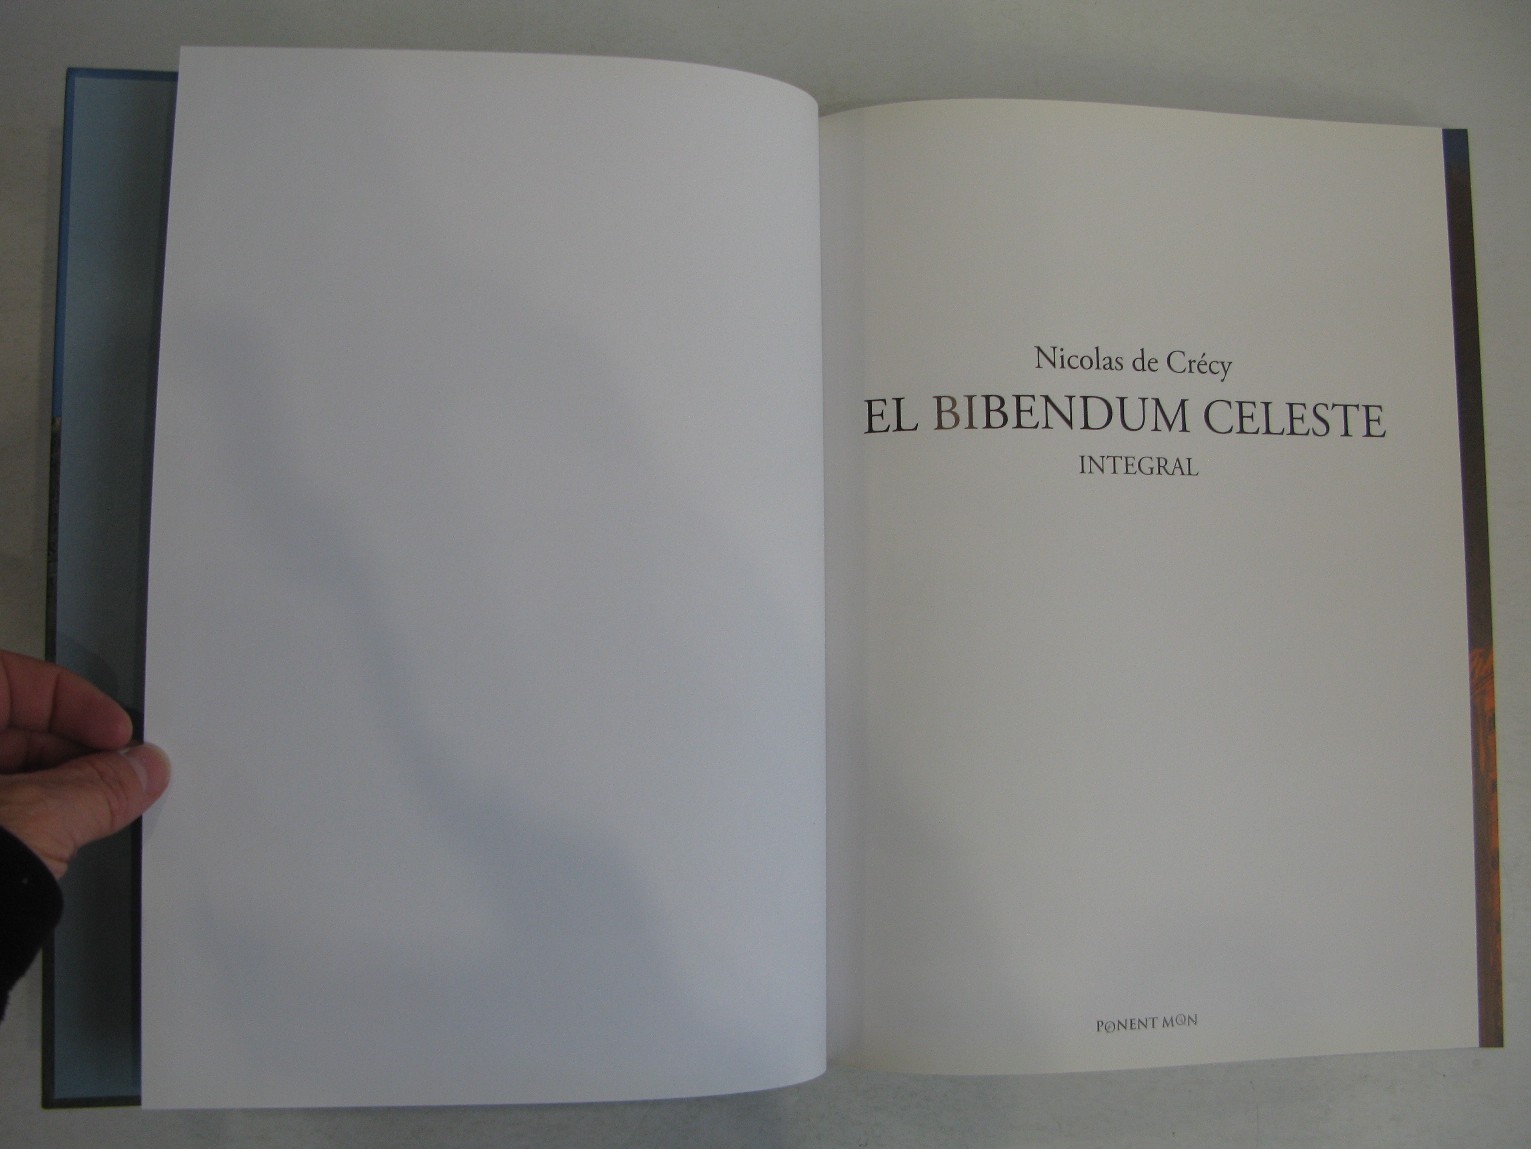 Nicolas de Crécy
EL BIBENDUM CELESTE
INTEGRAL
PONENT MON